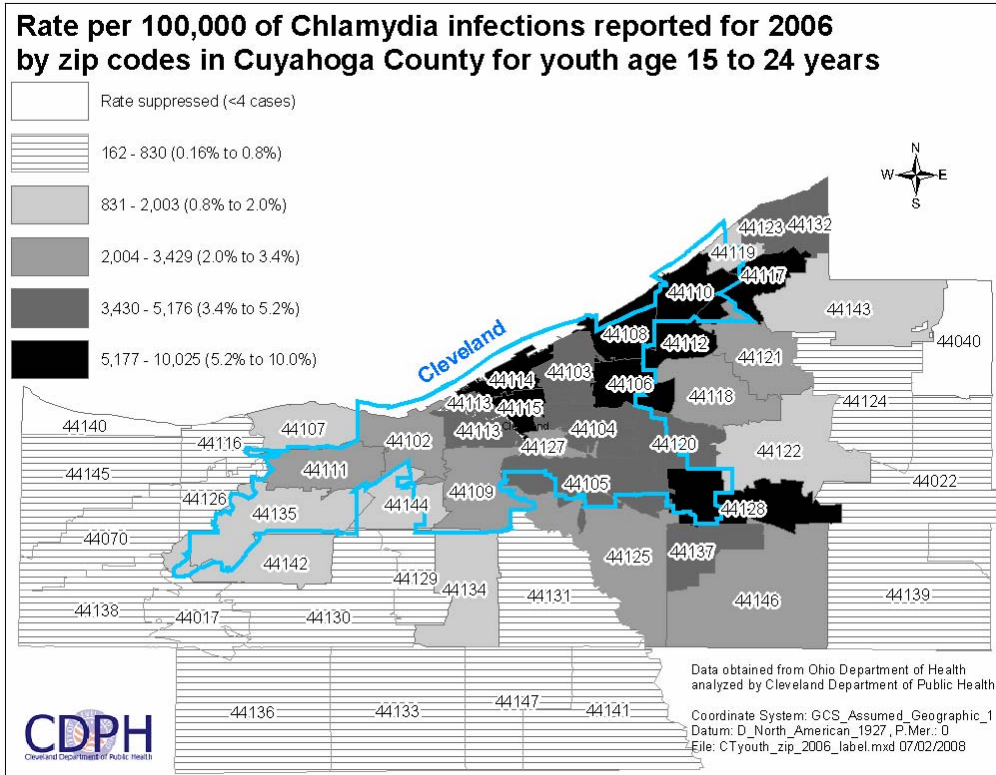 Rate per 100,000 of Chlamydia infections reported for 2006
by zip codes in Cuyahoga County for youth age 15 to 24 years
Rate suppressed (<4 cases)
162 - 830 (0.16% to 0.8%)
831 - 2,003 (0.8% to 2.0%)
2,004 - 3,429 (2.0% to 3.4%)
3,430 - 5,176 (3.4% to 5.2%)
5,177 - 10,025 (5.2% to 10.0%)
N
W E
S
44123 44132
44119
44117
44110
44143
44108
44112
44040
Cleveland
44121
44103
44114
44106
44118
44113
44115
44124
44140
44107
44113
Cleveland
44104
44116
44102
44127
44120
44122
44145
44111
44105
44022
44126
44109
44144
44128
44135
44070
44125
44137
44142
44129
44134
44131
44146
44139
44138
44017
44130
44136
44133
44147
44141
Data obtained from Ohio Department of Health
analyzed by Cleveland Department of Public Health
Coordinate System: GCS_Assumed_Geographic_1
Datum: D_North_American_1927, P.Mer.: 0
File: CTyouth_zip_2006_label.mxd 07/02/2008
CDPH
Cleveland Department of Public Health